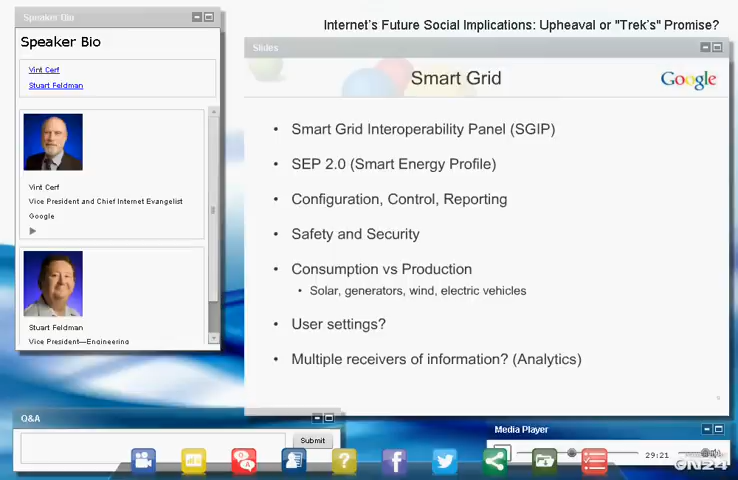 Internet's Future Social Implications: Upheaval or "Trek's" Promise?
Speaker Bio
Speaker Bio
Vint Cerf
Stuart Feldman
Vint Cerf
Vice President and Chief Internet Evangelist
Google
Stuart Feldman
Vice President—Engineering
Slides
Smart Grid
Google
• Smart Grid Interoperability Panel (SGIP)
• SEP 2.0 (Smart Energy Profile)
• Configuration, Control, Reporting
• Safety and Security
• Consumption vs Production
• Solar, generators, wind, electric vehicles
• User settings?
• Multiple receivers of information? (Analytics)
Q&A
Submit
Media Player
29:21
ON24